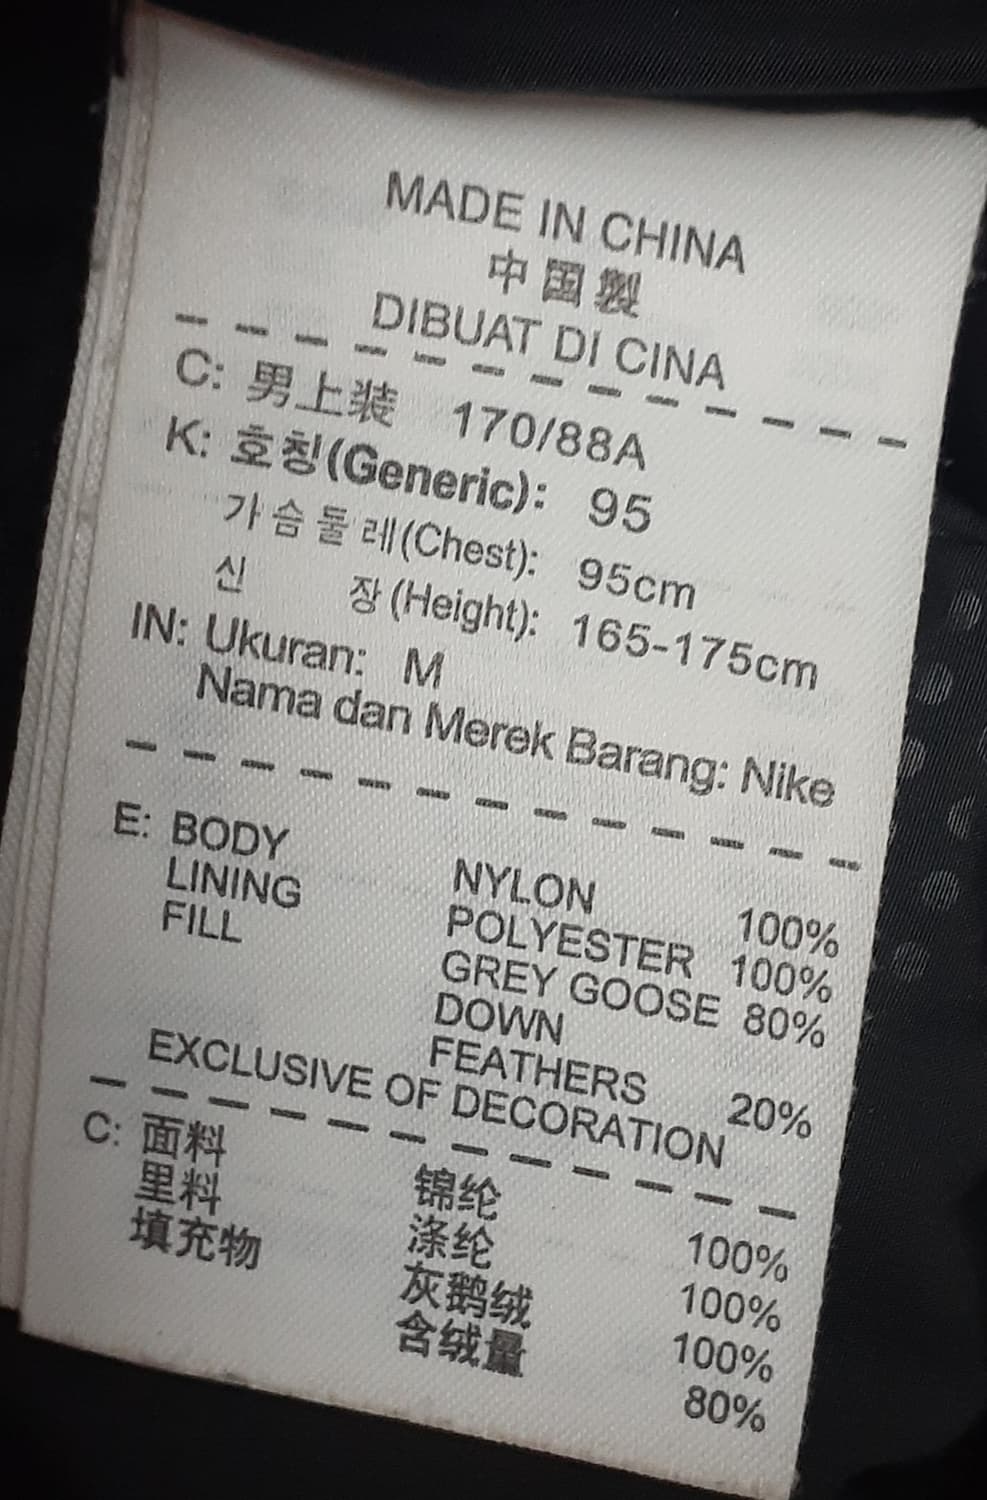 MADE IN CHINA
中国製
DIBUAT DI CINA
C: 男上装 170/88A
K: 호칭(Generic): 95
가슴둘레(Chest): 95cm
신 장(Height): 165-175cm
IN: Ukuran: M
Nama dan Merek Barang: Nike
E: BODY NYLON 100%
LINING POLYESTER 100%
FILL GREY GOOSE 80%
DOWN
FEATHERS 20%
EXCLUSIVE OF DECORATION
C: 面料 锦纶 100%
里料 涤纶 100%
填充物 灰鹅绒 100%
含绒量 80%